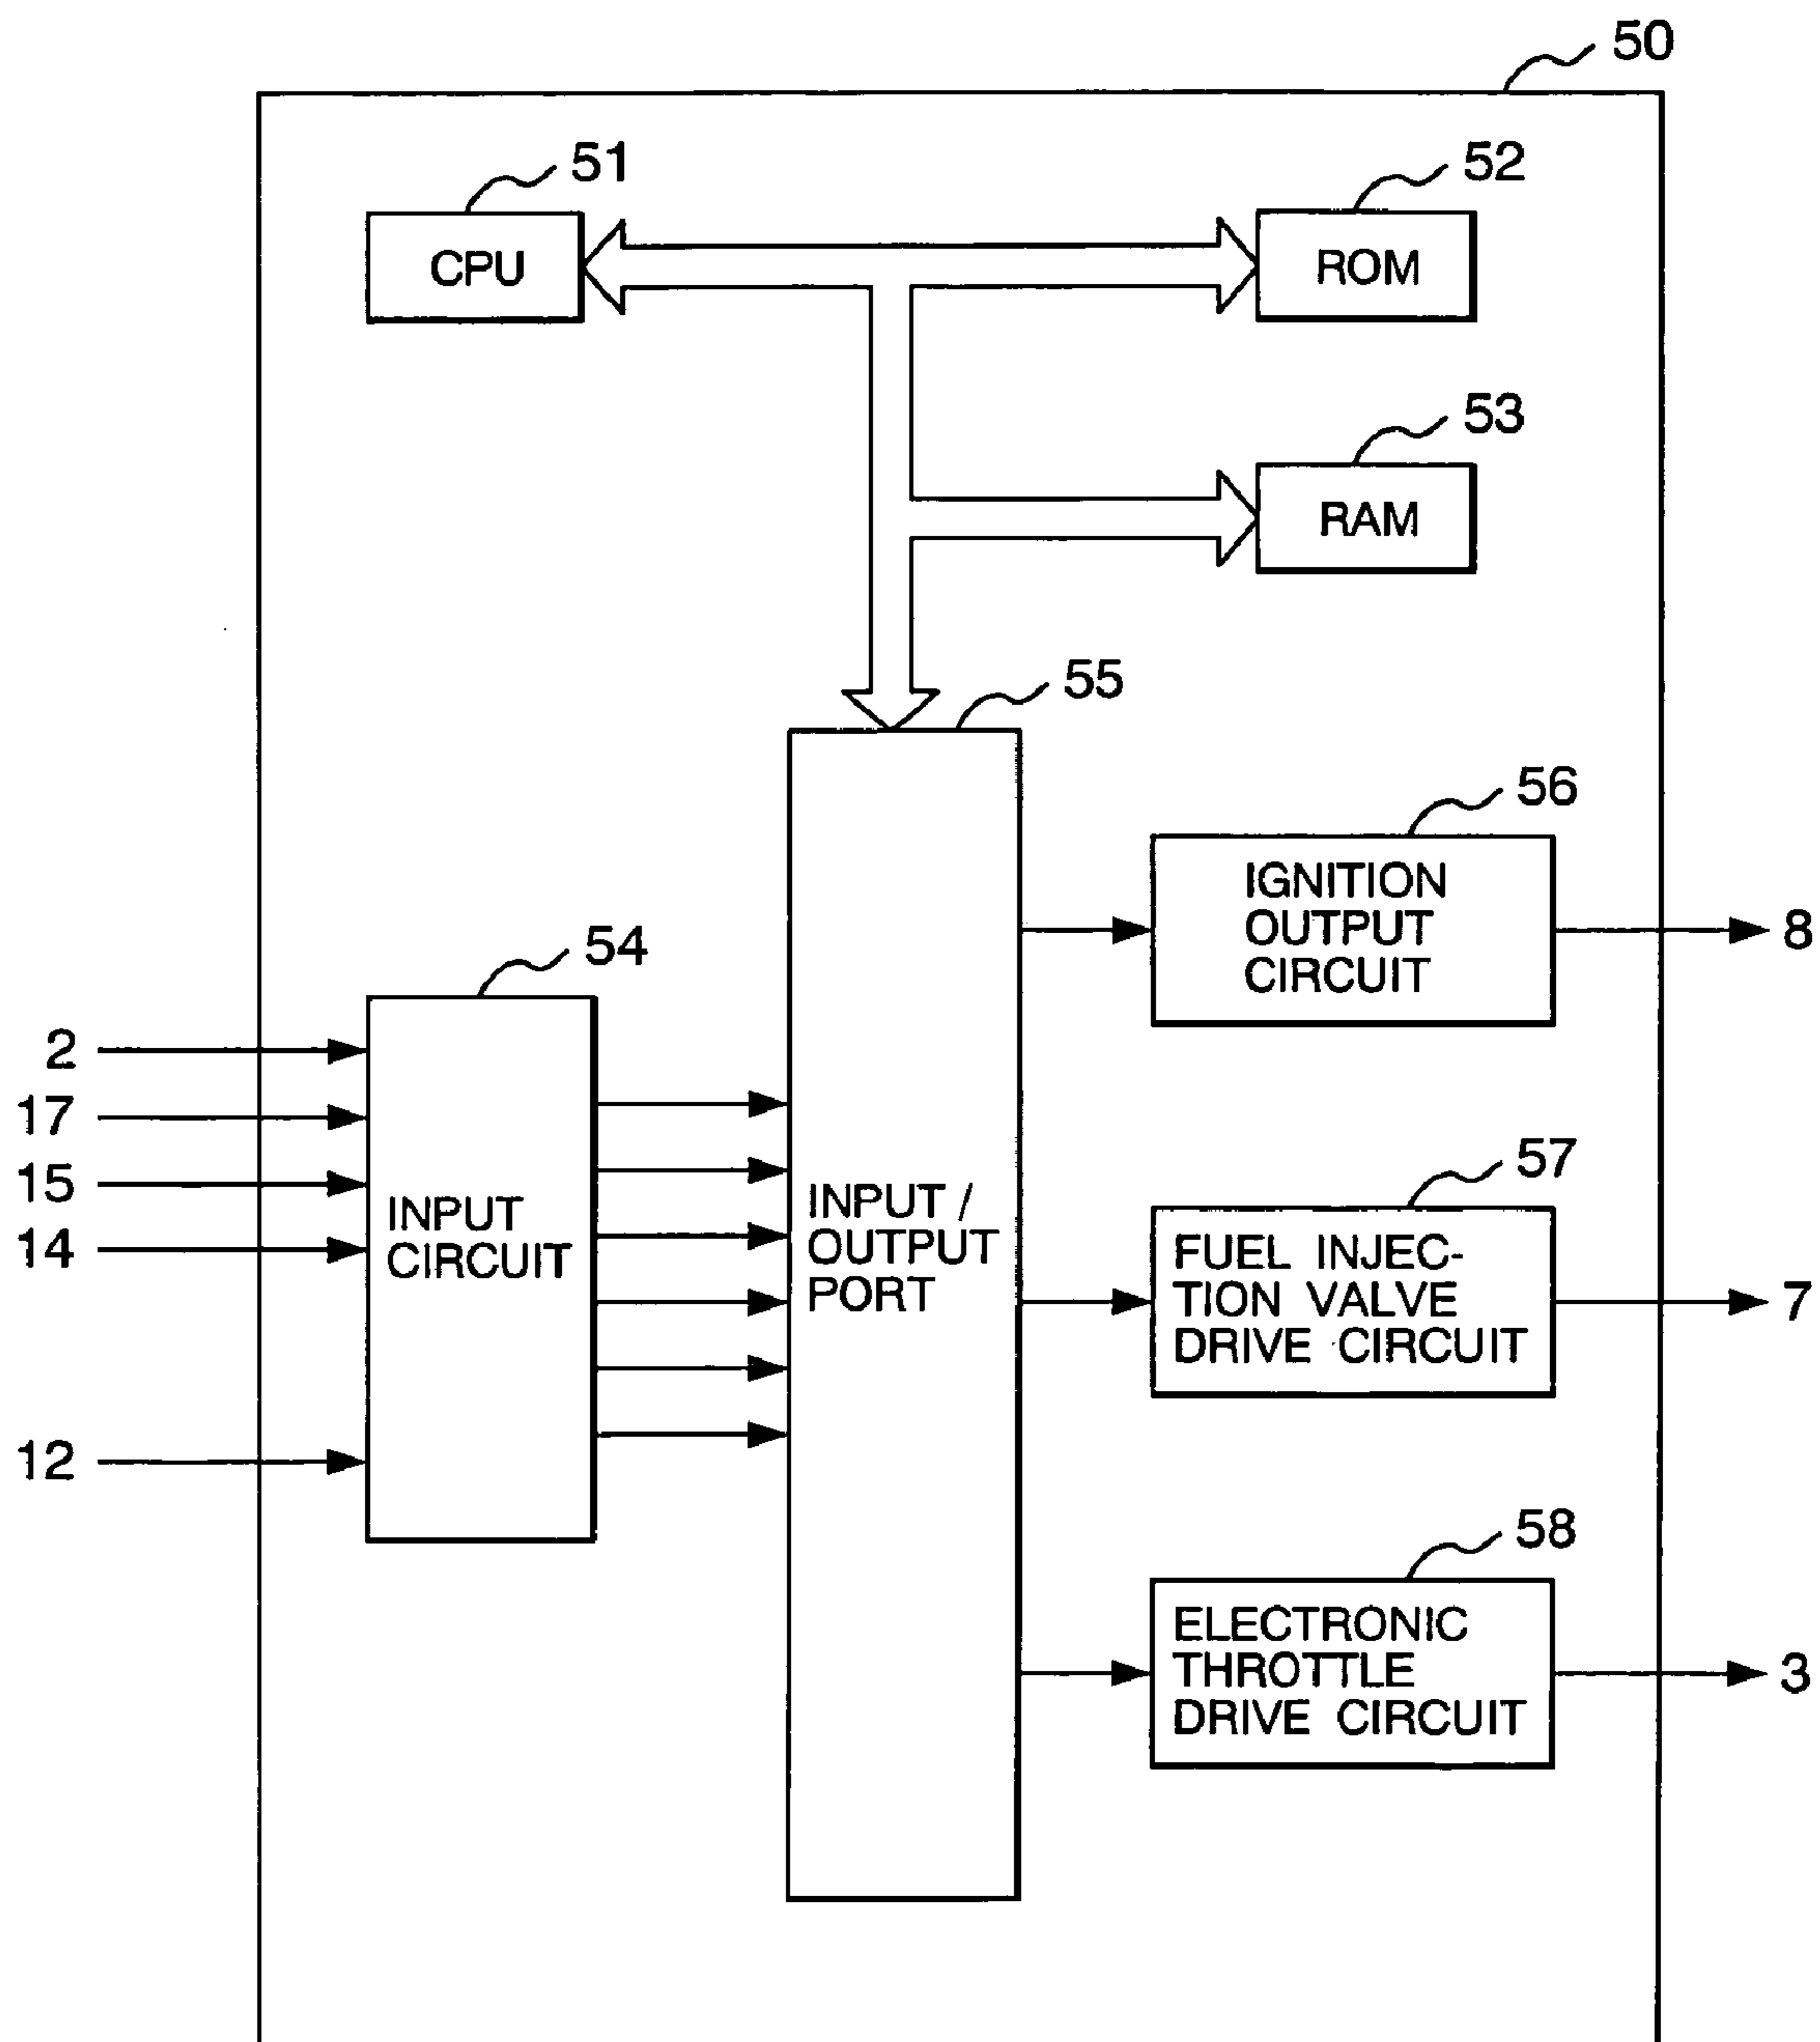 50
51
52
CPU
ROM
53
RAM
55
56
IGNITION
OUTPUT
CIRCUIT
8
54
2
17
15
14
12
INPUT
CIRCUIT
INPUT /
OUTPUT
PORT
57
FUEL INJEC-
TION VALVE
DRIVE CIRCUIT
7
58
ELECTRONIC
THROTTLE
DRIVE CIRCUIT
3